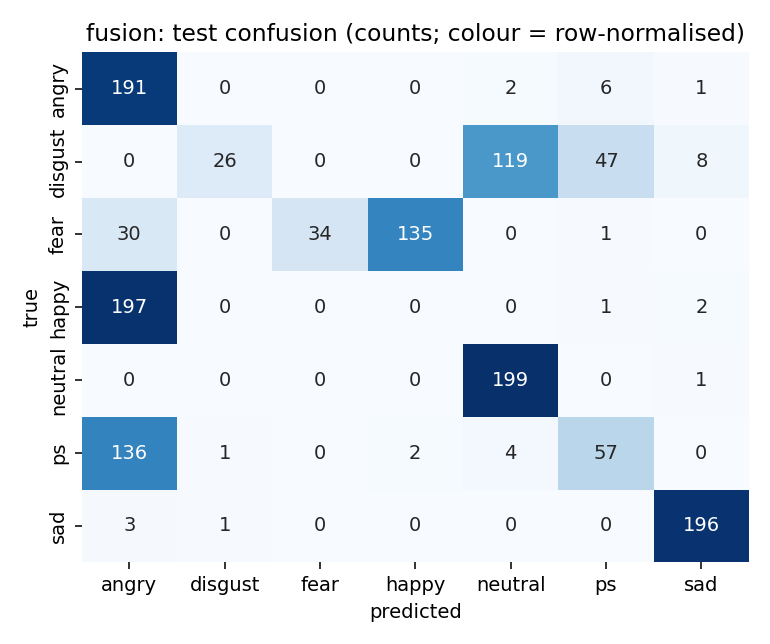 fusion: test confusion (counts; colour = row-normalised)
true
angry 191 0 0 0 2 6 1
disgust 0 26 0 0 119 47 8
fear 30 0 34 135 0 1 0
happy 197 0 0 0 0 1 2
neutral 0 0 0 0 199 0 1
ps 136 1 0 2 4 57 0
sad 3 1 0 0 0 0 196
angry disgust fear happy neutral ps sad
predicted